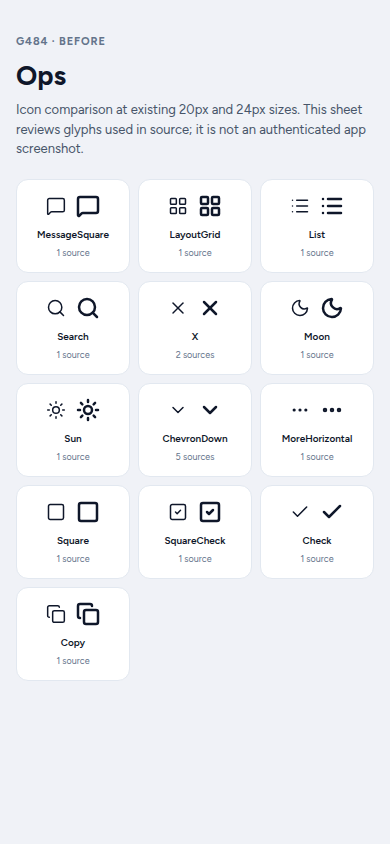 G484 · BEFORE
Ops
Icon comparison at existing 20px and 24px sizes. This sheet
reviews glyphs used in source; it is not an authenticated app
screenshot.
MessageSquare
1 source
LayoutGrid
1 source
List
1 source
Search
1 source
X
2 sources
Moon
1 source
Sun
1 source
ChevronDown
5 sources
MoreHorizontal
1 source
Square
1 source
SquareCheck
1 source
Check
1 source
Copy
1 source